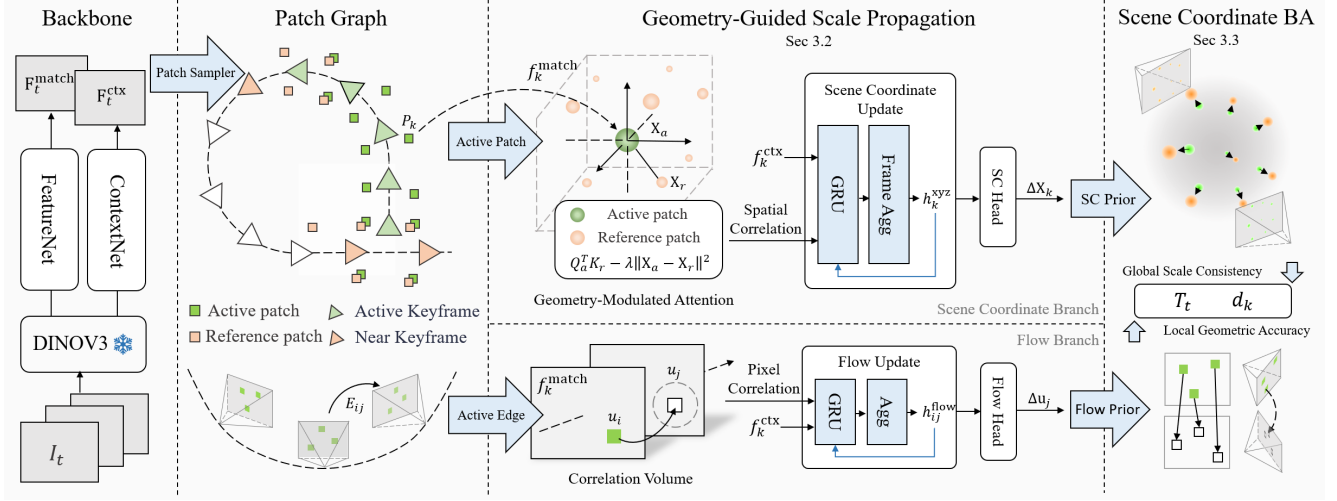 Backbone
F_t^match
F_t^ctx
FeatureNet
ContextNet
DINOV3
I_t
Patch Graph
Patch Sampler
P_k
Active patch
Active Keyframe
Reference patch
Near Keyframe
E_ij
Geometry-Guided Scale Propagation
Sec 3.2
f_k^match
Active Patch
X_a
X_r
Active patch
Reference patch
Q_a^T K_r − λ‖X_a − X_r‖²
Geometry-Modulated Attention
Scene Coordinate
Update
f_k^ctx
Spatial
Correlation
GRU
Frame Agg
h_k^xyz
SC Head
ΔX_k
Scene Coordinate Branch
Flow Branch
Active Edge
f_k^match
u_i
u_j
Correlation Volume
Pixel
Correlation
f_k^ctx
Flow Update
GRU
Agg
h_ij^flow
Flow Head
Δu_j
Scene Coordinate BA
Sec 3.3
SC Prior
Global Scale Consistency
T_t d_k
Local Geometric Accuracy
Flow Prior